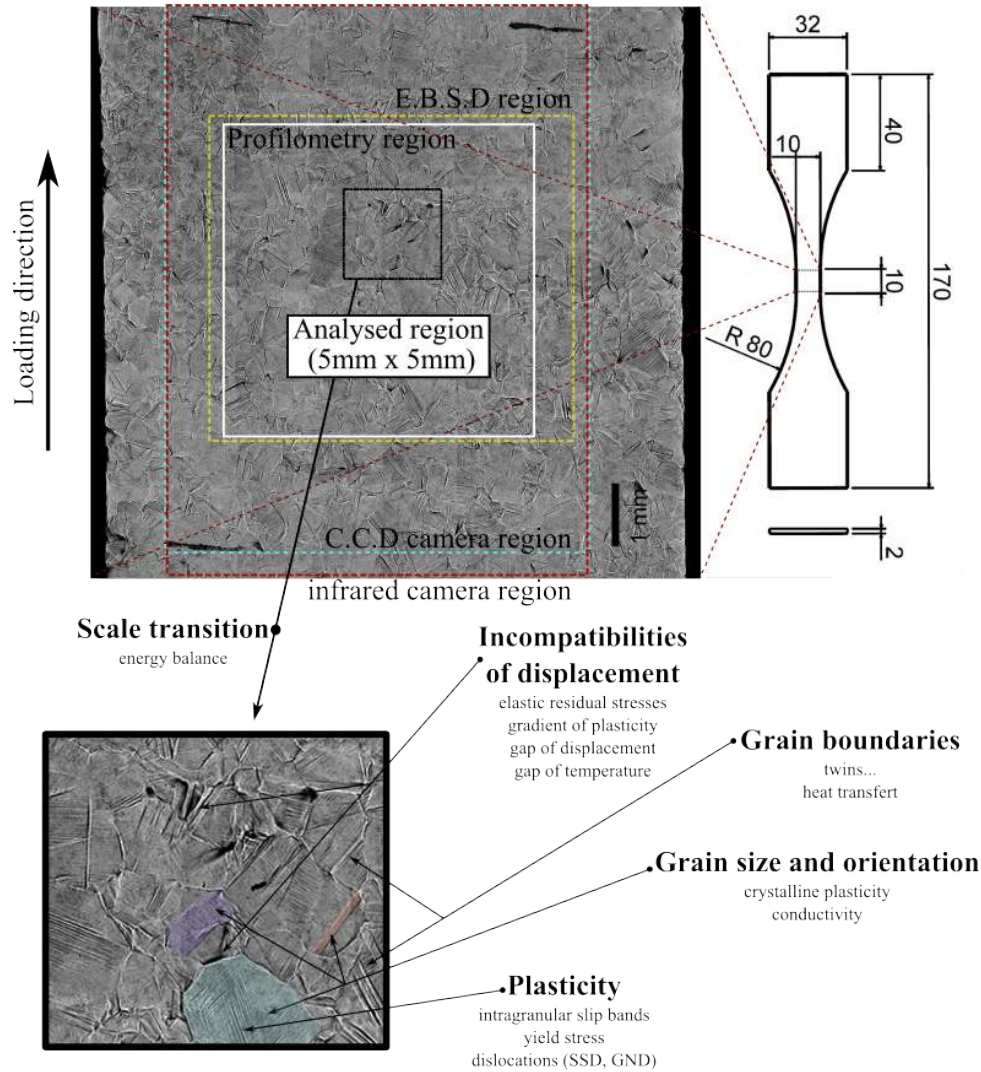 32
E.B.S.D region
Profilometry region
40
10
Loading direction
10
170
Analysed region
(5mm x 5mm)
R 80
1 mm
C.C.D camera region
2
infrared camera region
Scale transition
energy balance
Incompatibilities
of displacement
elastic residual stresses
gradient of plasticity
gap of displacement
gap of temperature
Grain boundaries
twins...
heat transfert
Grain size and orientation
crystalline plasticity
conductivity
Plasticity
intragranular slip bands
yield stress
dislocations (SSD, GND)